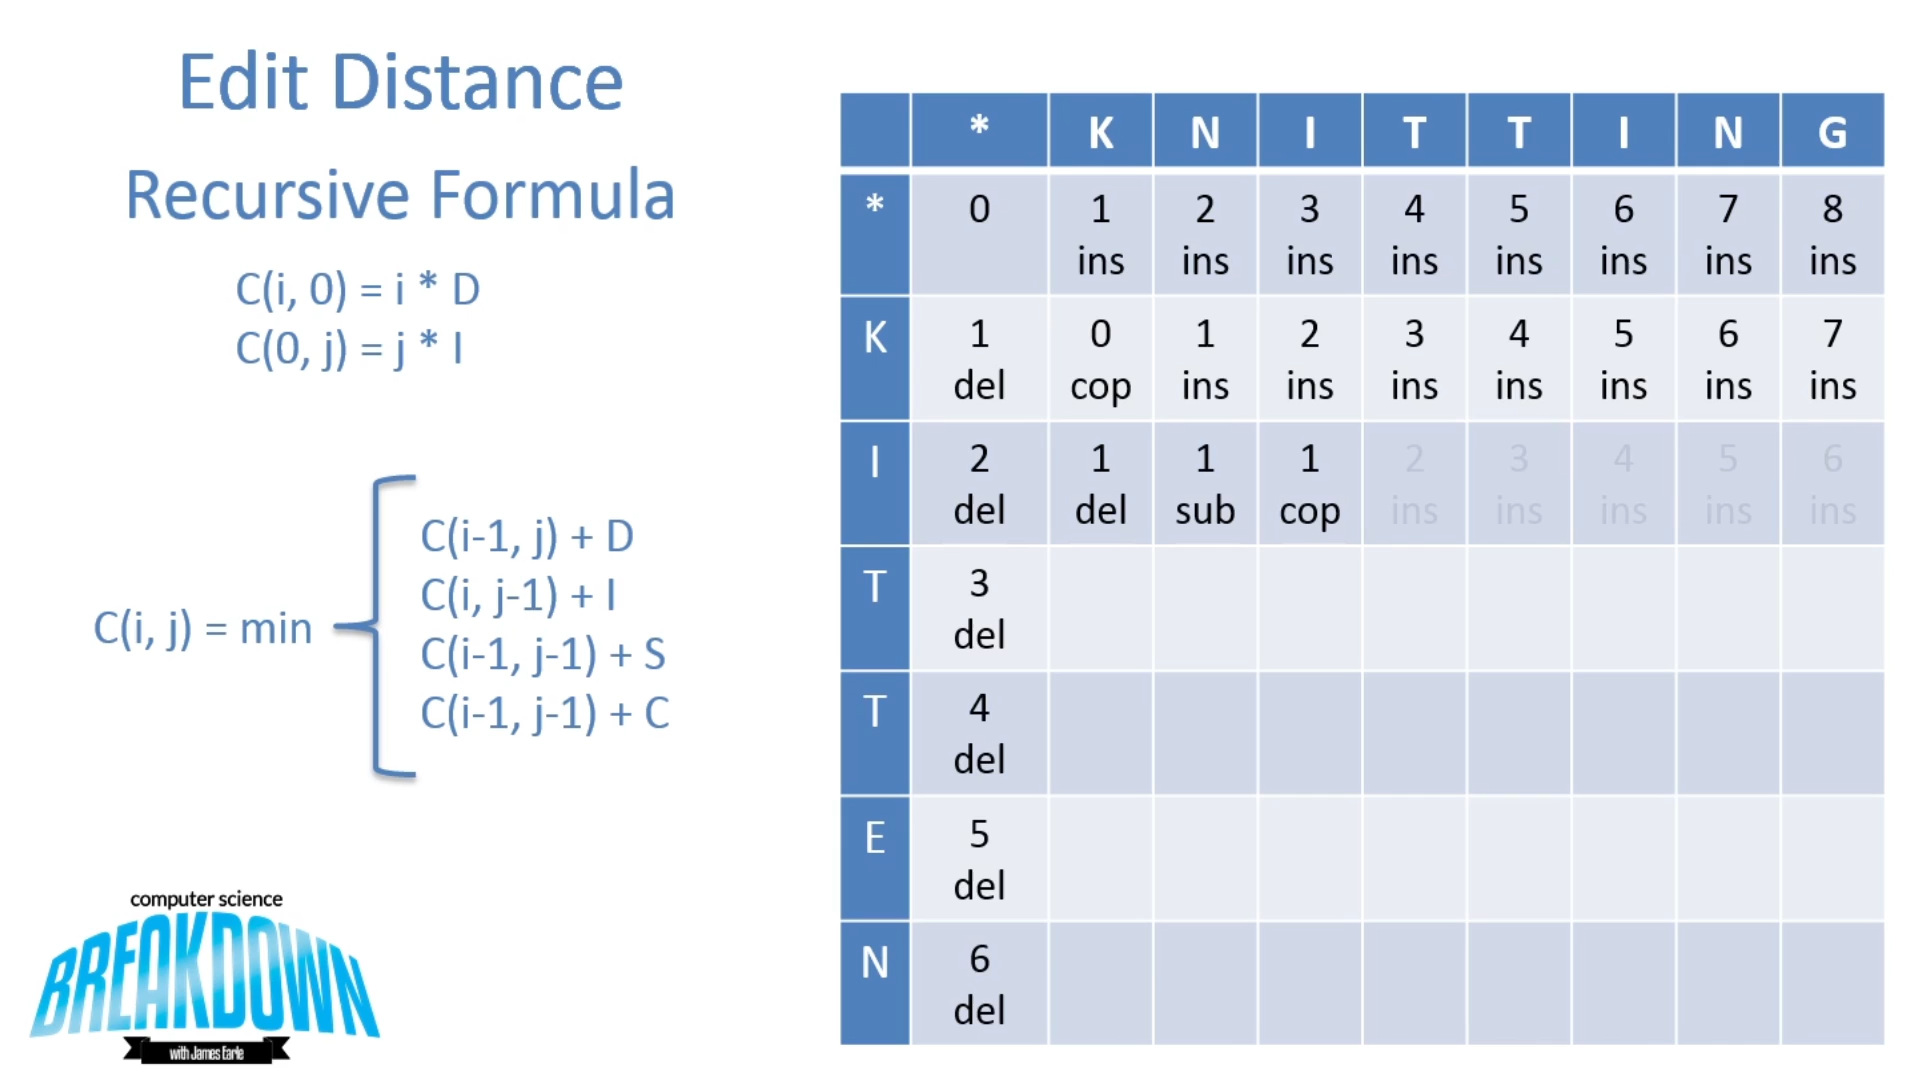 Edit Distance
Recursive Formula
C(i, 0) = i * D
C(0, j) = j * I
C(i, j) = min
C(i-1, j) + D
C(i, j-1) + I
C(i-1, j-1) + S
C(i-1, j-1) + C
computer science
BREAKDOWN
with James Earle
* K N I T T I N G
* 0 1 2 3 4 5 6 7 8
ins ins ins ins ins ins ins ins
K 1 0 1 2 3 4 5 6 7
del cop ins ins ins ins ins ins ins
I 2 1 1 1 2 3 4 5 6
del del sub cop ins ins ins ins ins
T 3
del
T 4
del
E 5
del
N 6
del